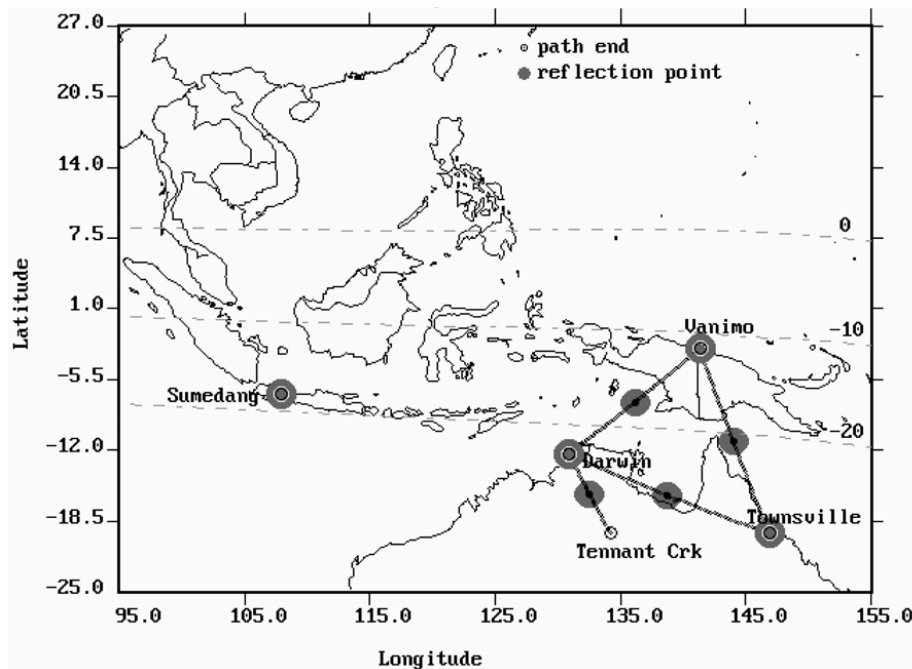 27.0
path end
reflection point
20.5
14.0
7.5
0
Latitude
1.0
Vanimo
-10
-5.5
Sumedang
-20
-12.0
Darwin
-18.5
Townsville
Tennant Crk
-25.0
95.0 105.0 115.0 125.0 135.0 145.0 155.0
Longitude